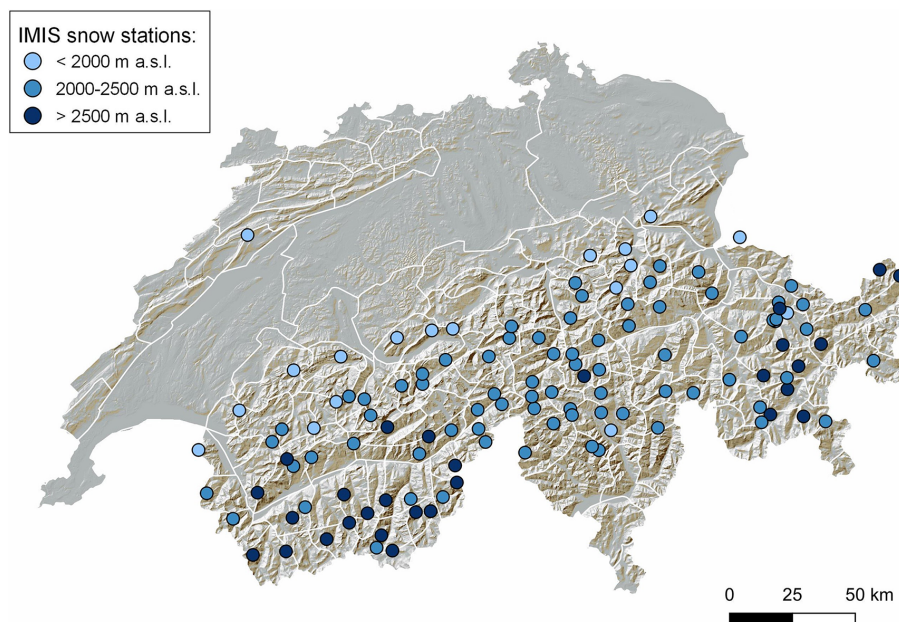 IMIS snow stations:
< 2000 m a.s.l.
2000-2500 m a.s.l.
> 2500 m a.s.l.
0 25 50 km